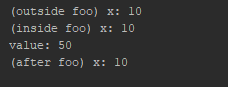 (outside foo) x: 10
(inside foo) x: 10
value: 50
(after foo) x: 10